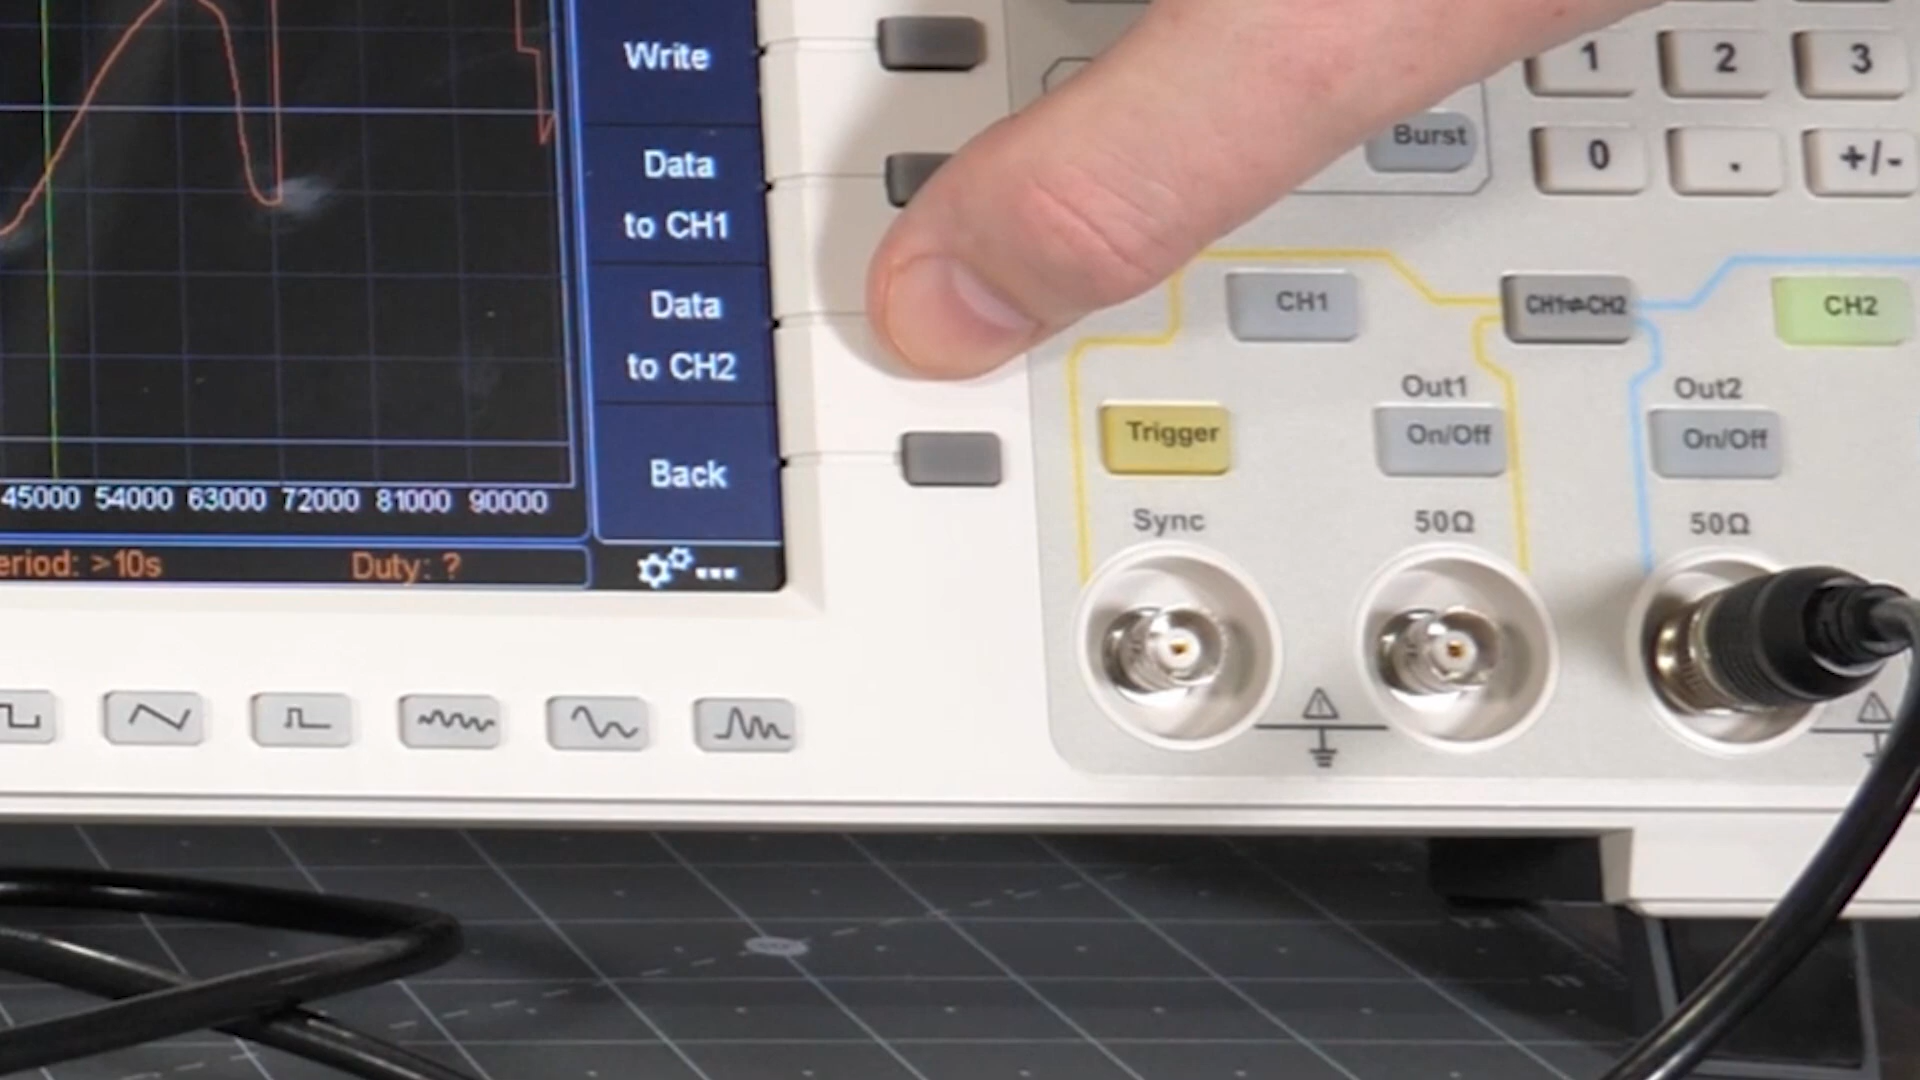 Write
Data
to CH1
Data
to CH2
Back
45000 54000 63000 72000 81000 90000
eriod: >10s Duty: ?
1 2 3
Burst
0 . +/-
CH1 CH1⇌CH2 CH2
Out1 Out2
Trigger On/Off On/Off
Sync 50Ω 50Ω